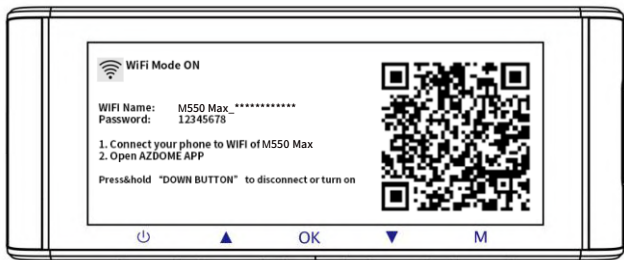 WiFi Mode ON
WIFI Name: M550 Max_************
Password: 12345678
1. Connect your phone to WIFI of M550 Max
2. Open AZDOME APP
Press&hold “DOWN BUTTON” to disconnect or turn on
OK M